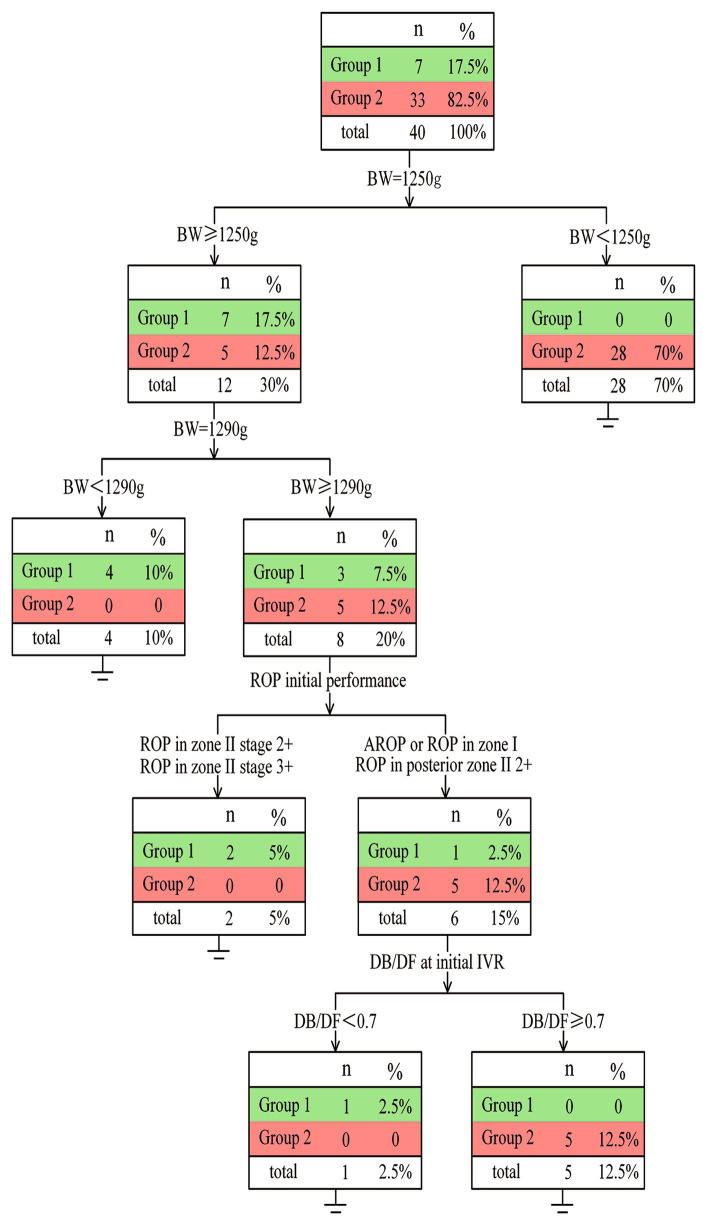 n %
Group 1 7 17.5%
Group 2 33 82.5%
total 40 100%
BW=1250g
BW≥1250g
BW<1250g
n %
Group 1 7 17.5%
Group 2 5 12.5%
total 12 30%
n %
Group 1 0 0
Group 2 28 70%
total 28 70%
BW=1290g
BW<1290g
BW≥1290g
n %
Group 1 4 10%
Group 2 0 0
total 4 10%
n %
Group 1 3 7.5%
Group 2 5 12.5%
total 8 20%
ROP initial performance
ROP in zone II stage 2+
ROP in zone II stage 3+
AROP or ROP in zone I
ROP in posterior zone II 2+
n %
Group 1 2 5%
Group 2 0 0
total 2 5%
n %
Group 1 1 2.5%
Group 2 5 12.5%
total 6 15%
DB/DF at initial IVR
DB/DF<0.7
DB/DF≥0.7
n %
Group 1 1 2.5%
Group 2 0 0
total 1 2.5%
n %
Group 1 0 0
Group 2 5 12.5%
total 5 12.5%